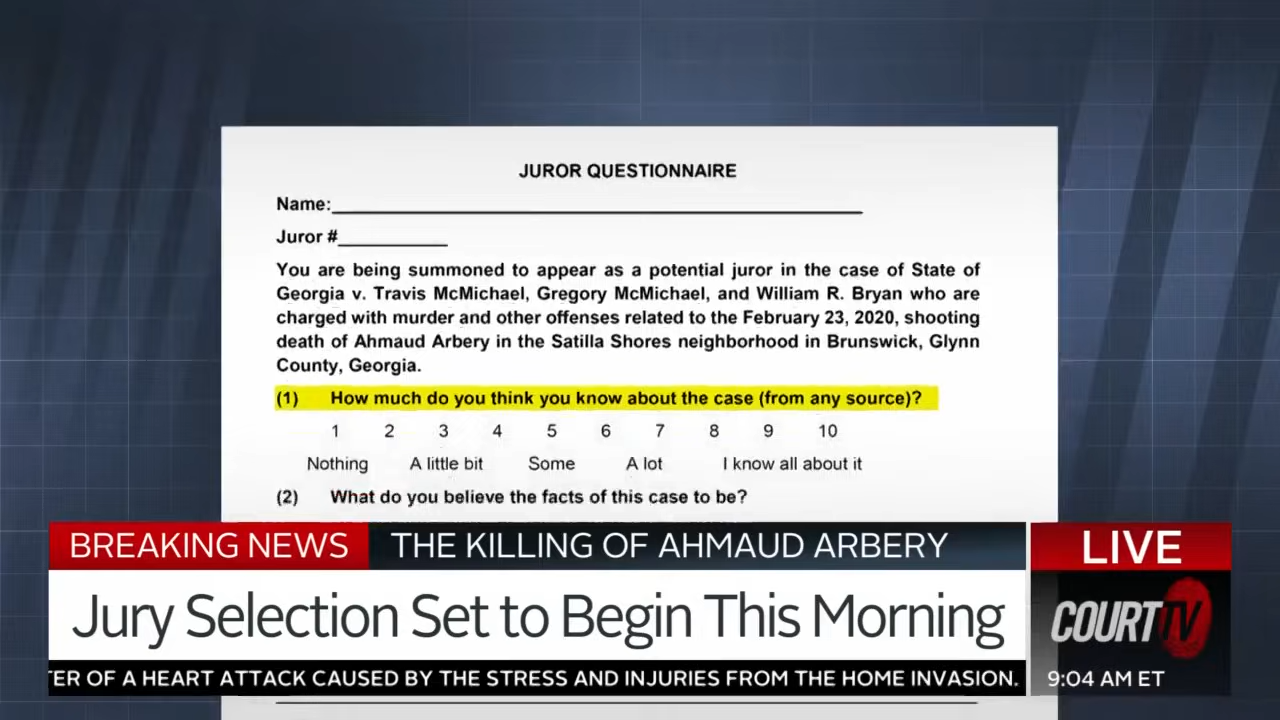 JUROR QUESTIONNAIRE
Name:
Juror #
You are being summoned to appear as a potential juror in the case of State of
Georgia v. Travis McMichael, Gregory McMichael, and William R. Bryan who are
charged with murder and other offenses related to the February 23, 2020, shooting
death of Ahmaud Arbery in the Satilla Shores neighborhood in Brunswick, Glynn
County, Georgia.
(1) How much do you think you know about the case (from any source)?
1 2 3 4 5 6 7 8 9 10
Nothing A little bit Some A lot I know all about it
(2) What do you believe the facts of this case to be?
BREAKING NEWS THE KILLING OF AHMAUD ARBERY
LIVE
Jury Selection Set to Begin This Morning
COURT TV
TER OF A HEART ATTACK CAUSED BY THE STRESS AND INJURIES FROM THE HOME INVASION.
9:04 AM ET